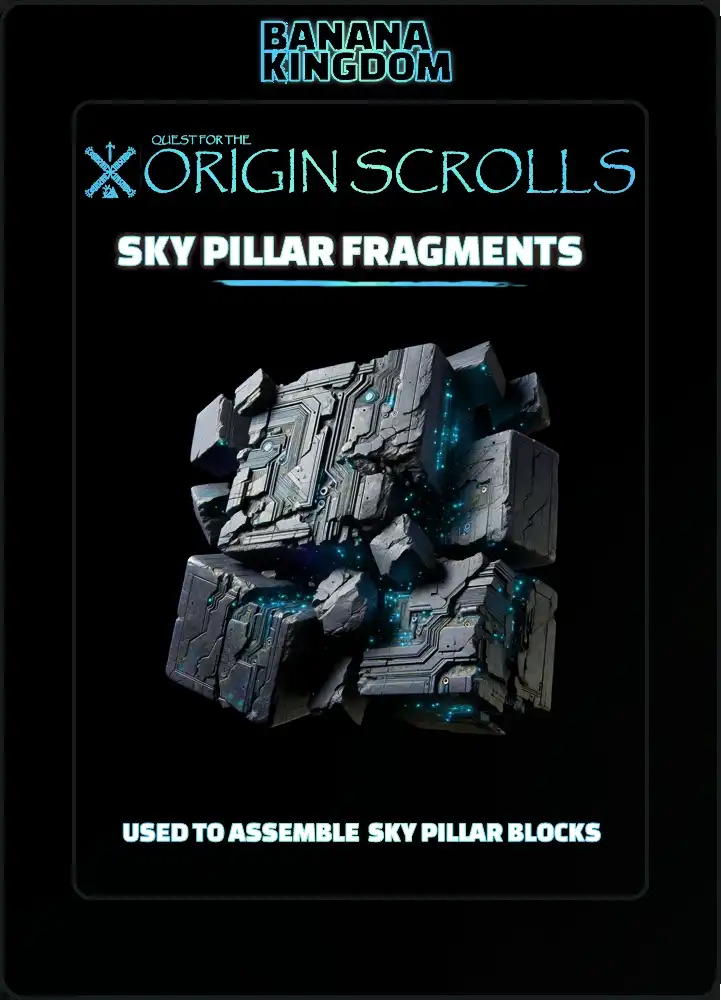 BANANA
KINGDOM
QUEST FOR THE
ORIGIN SCROLLS
SKY PILLAR FRAGMENTS
USED TO ASSEMBLE SKY PILLAR BLOCKS